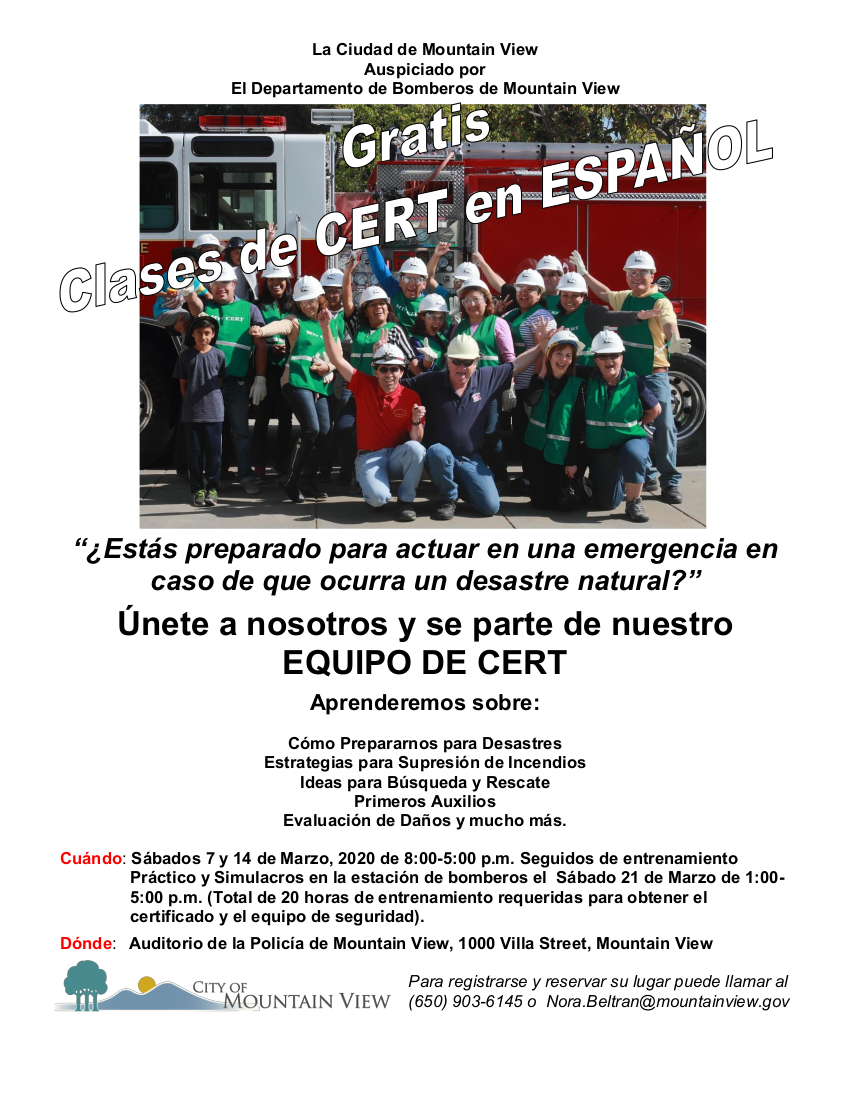 La Ciudad de Mountain View
Auspiciado por
El Departamento de Bomberos de Mountain View
Gratis
Clases de CERT en ESPAÑOL
“¿Estás preparado para actuar en una emergencia en
caso de que ocurra un desastre natural?”
Únete a nosotros y se parte de nuestro
EQUIPO DE CERT
Aprenderemos sobre:
Cómo Prepararnos para Desastres
Estrategias para Supresión de Incendios
Ideas para Búsqueda y Rescate
Primeros Auxilios
Evaluación de Daños y mucho más.
Cuándo: Sábados 7 y 14 de Marzo, 2020 de 8:00-5:00 p.m. Seguidos de entrenamiento
Práctico y Simulacros en la estación de bomberos el Sábado 21 de Marzo de 1:00-
5:00 p.m. (Total de 20 horas de entrenamiento requeridas para obtener el
certificado y el equipo de seguridad).
Dónde: Auditorio de la Policía de Mountain View, 1000 Villa Street, Mountain View
CITY OF
MOUNTAIN VIEW
Para registrarse y reservar su lugar puede llamar al
(650) 903-6145 o Nora.Beltran@mountainview.gov